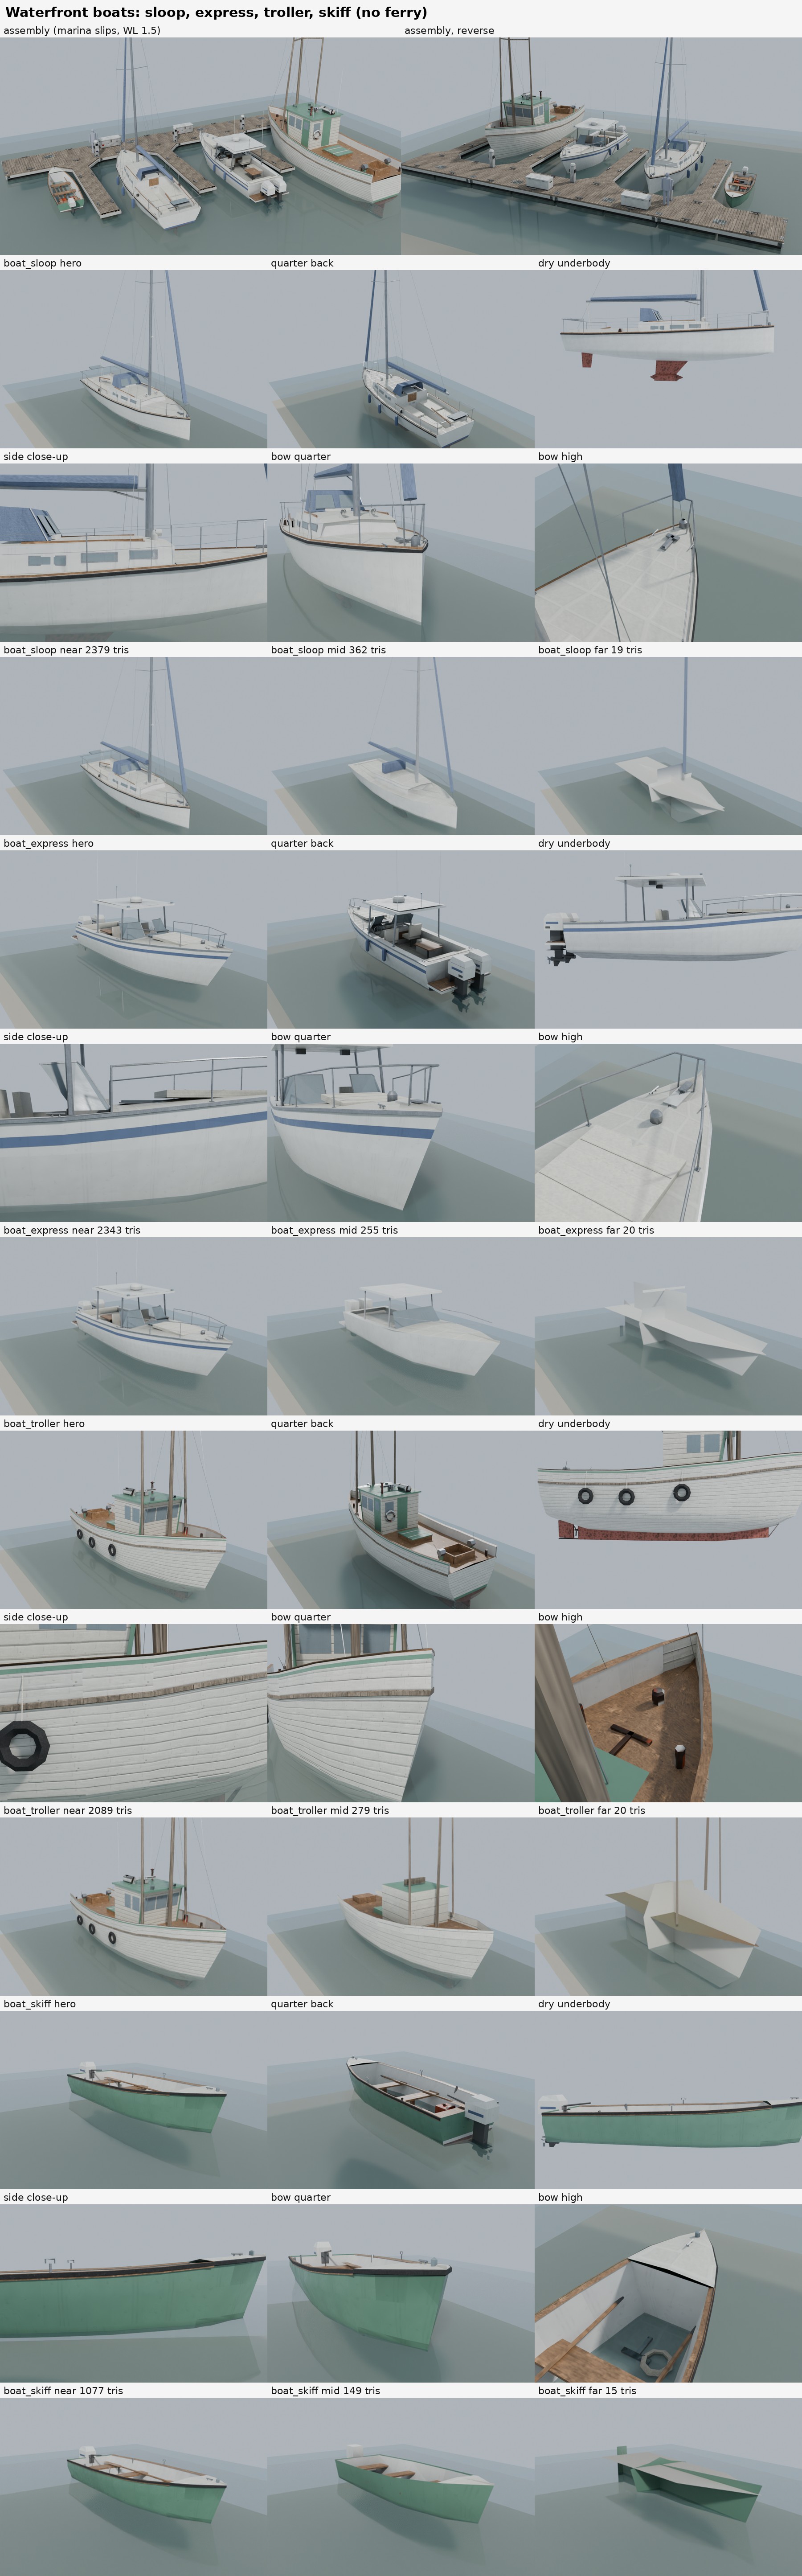 Waterfront boats: sloop, express, troller, skiff (no ferry)
assembly (marina slips, WL 1.5)
assembly, reverse
boat_sloop hero
quarter back
dry underbody
side close-up
bow quarter
bow high
boat_sloop near 2379 tris
boat_sloop mid 362 tris
boat_sloop far 19 tris
boat_express hero
quarter back
dry underbody
side close-up
bow quarter
bow high
boat_express near 2343 tris
boat_express mid 255 tris
boat_express far 20 tris
boat_troller hero
quarter back
dry underbody
side close-up
bow quarter
bow high
boat_troller near 2089 tris
boat_troller mid 279 tris
boat_troller far 20 tris
boat_skiff hero
quarter back
dry underbody
side close-up
bow quarter
bow high
boat_skiff near 1077 tris
boat_skiff mid 149 tris
boat_skiff far 15 tris